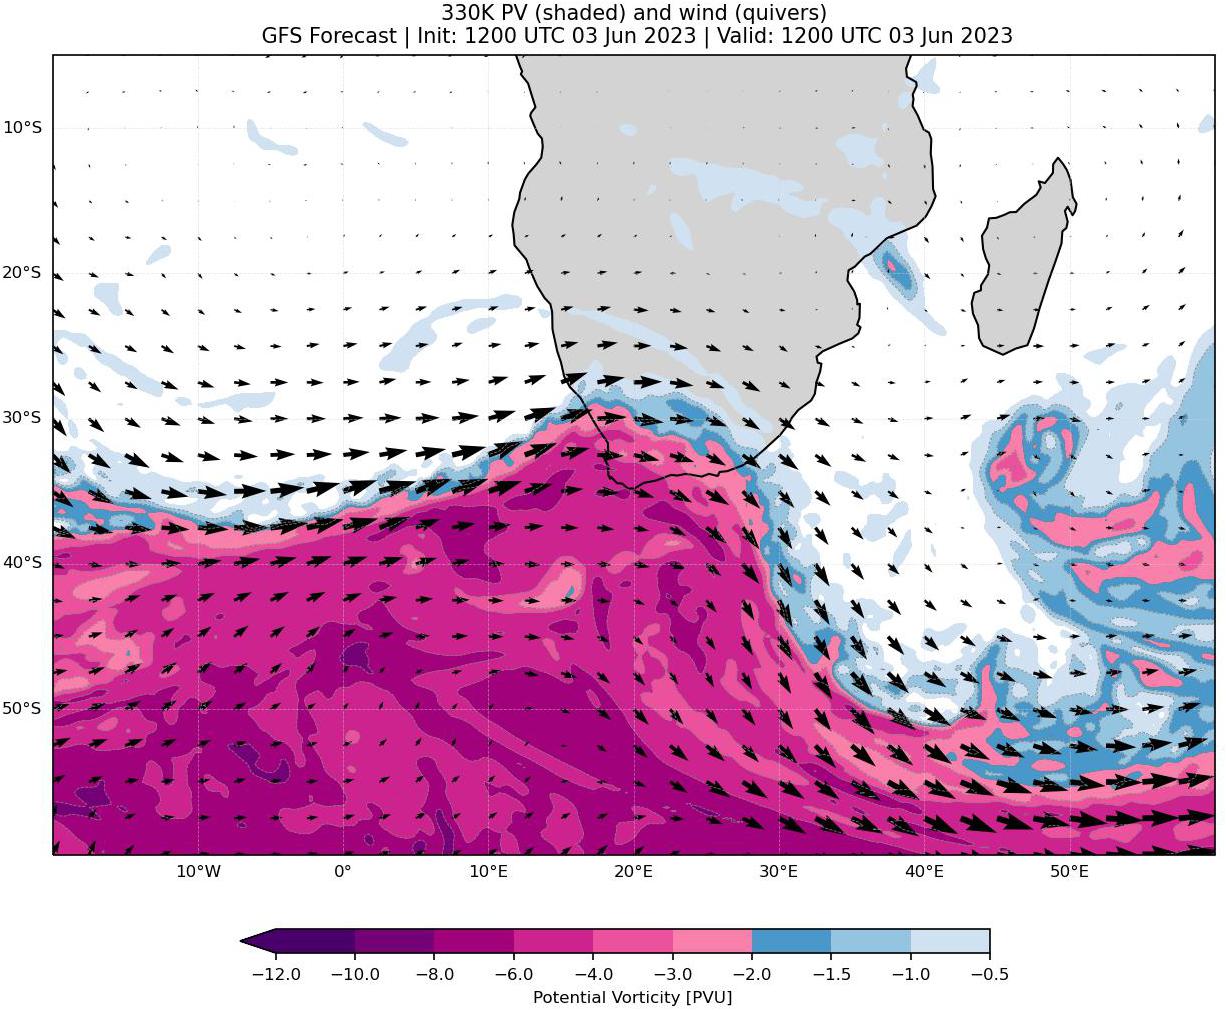 330K PV (shaded) and wind (quivers)
GFS Forecast | Init: 1200 UTC 03 Jun 2023 | Valid: 1200 UTC 03 Jun 2023
10°S
20°S
30°S
40°S
50°S
10°W 0° 10°E 20°E 30°E 40°E 50°E
−12.0 −10.0 −8.0 −6.0 −4.0 −3.0 −2.0 −1.5 −1.0 −0.5
Potential Vorticity [PVU]